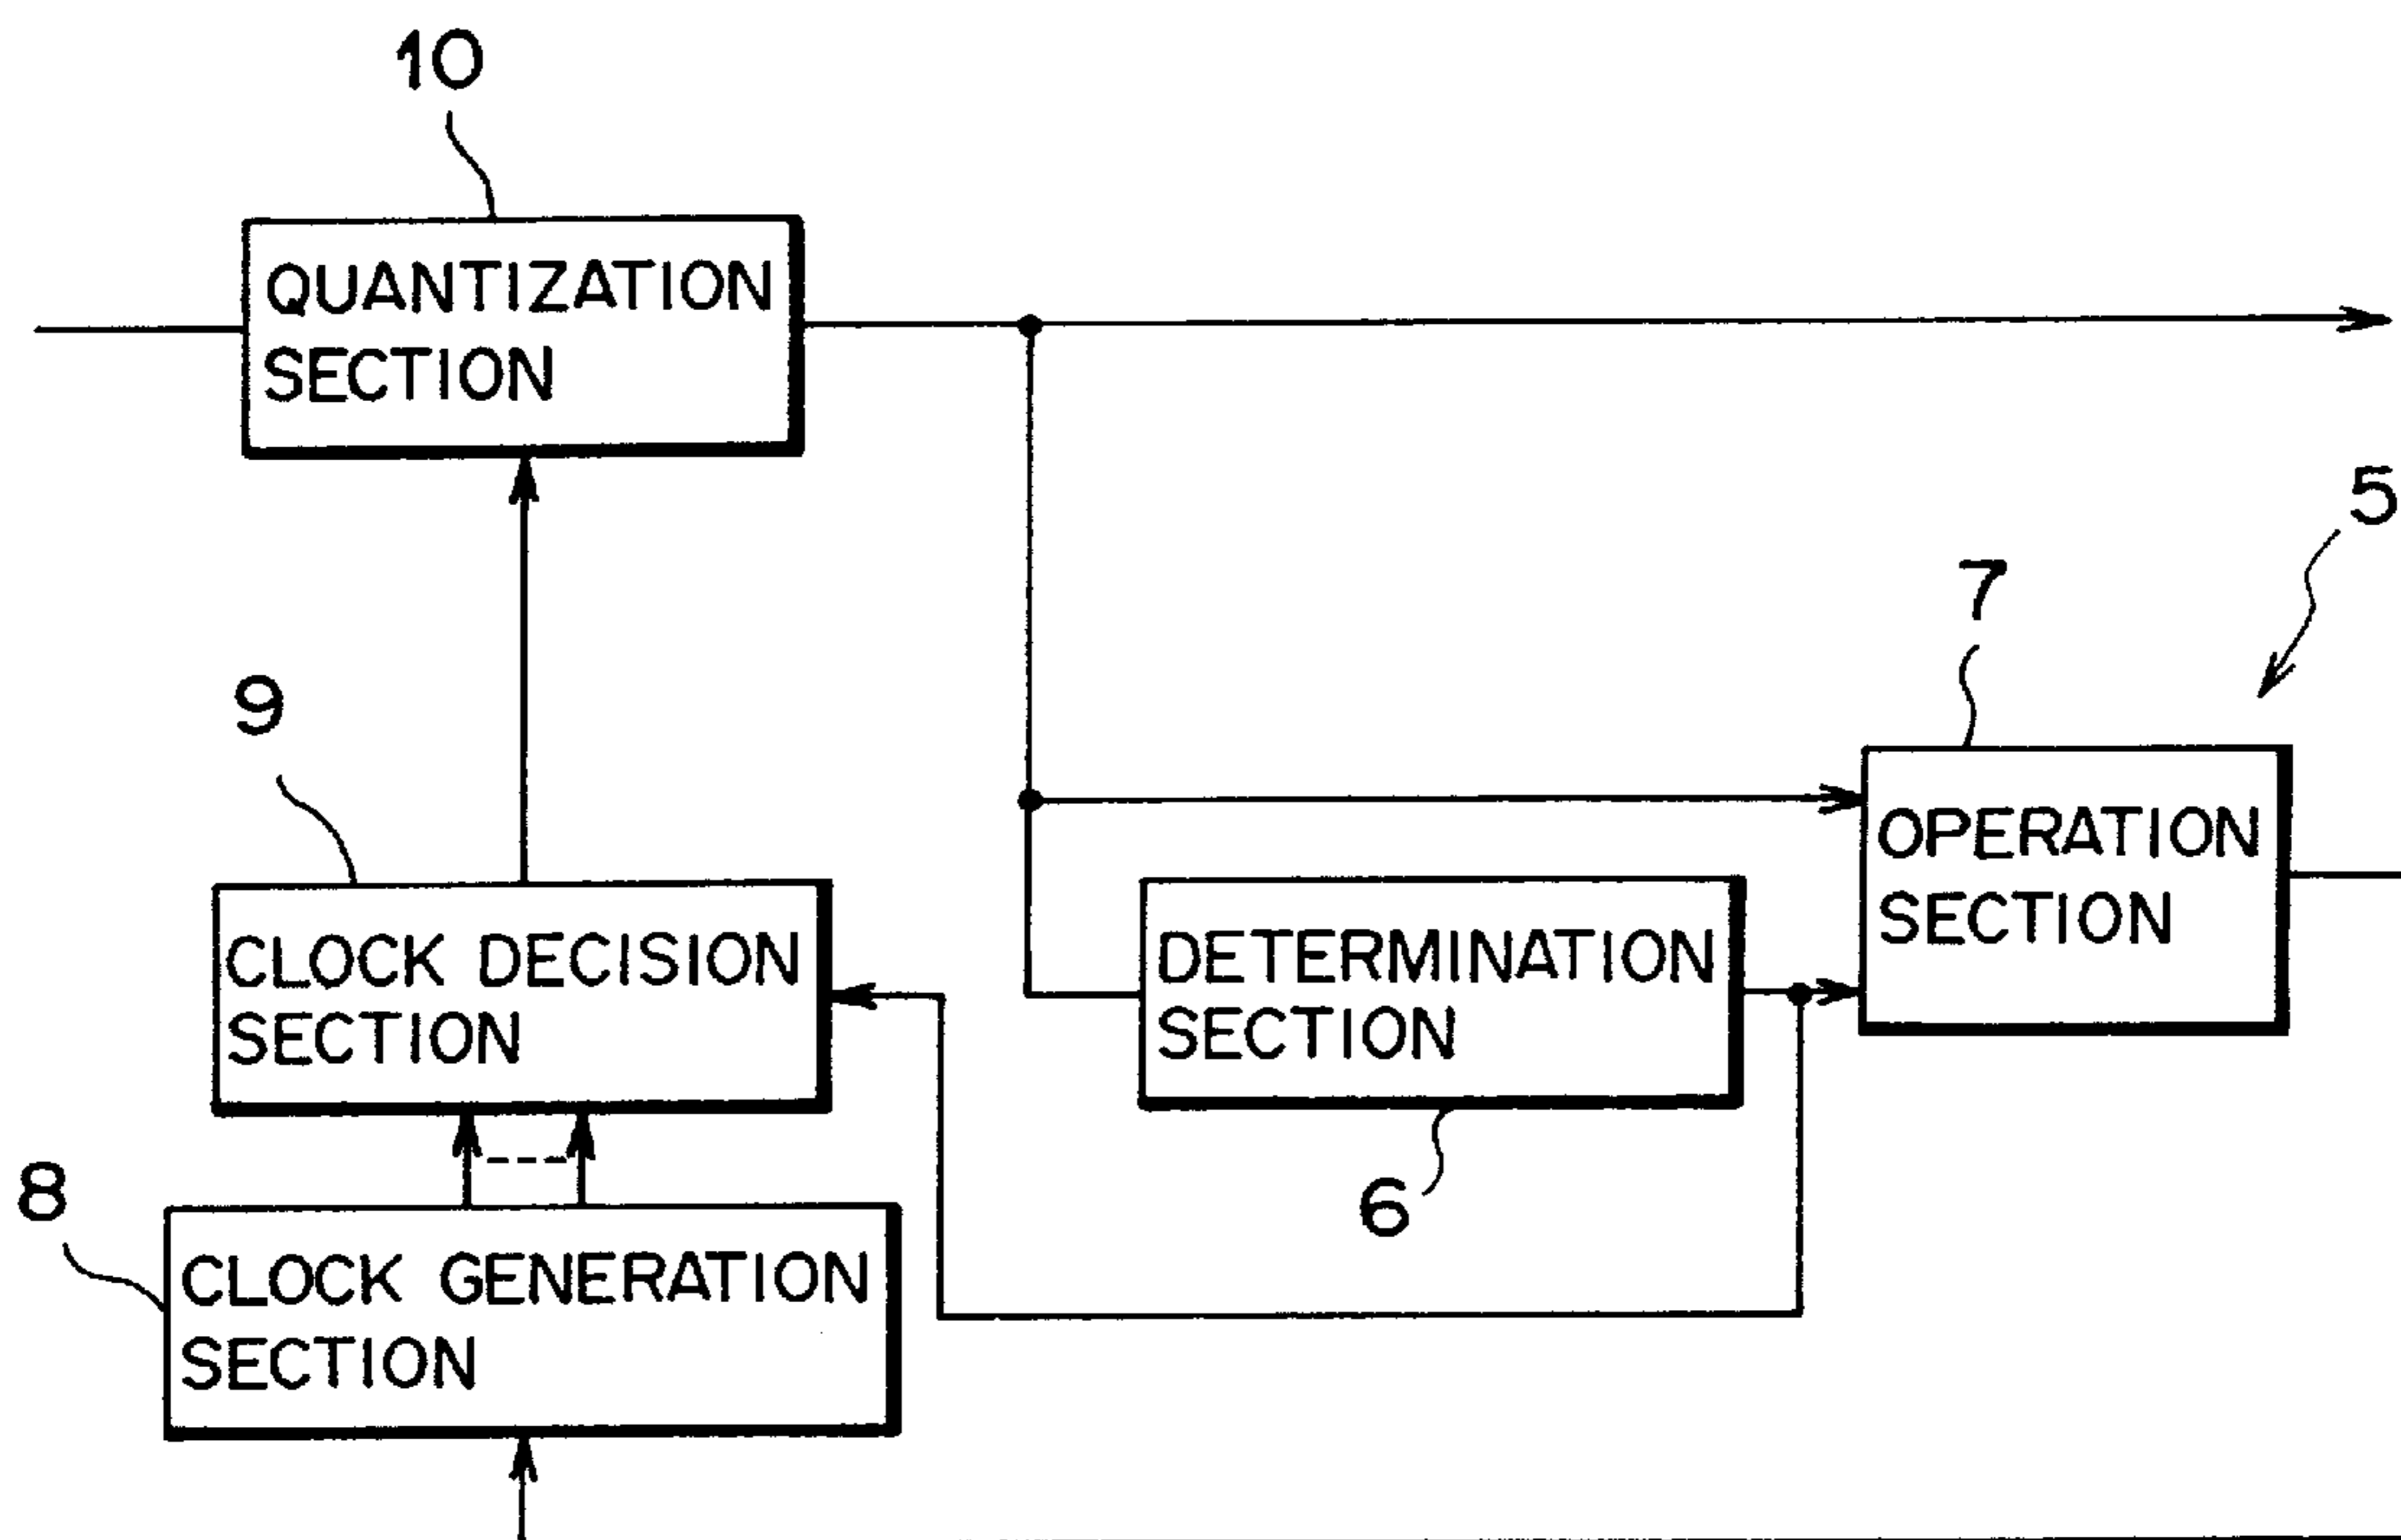 10
QUANTIZATION
SECTION
5
7
9
OPERATION
SECTION
CLOCK DECISION
SECTION
DETERMINATION
SECTION
8
6
CLOCK GENERATION
SECTION